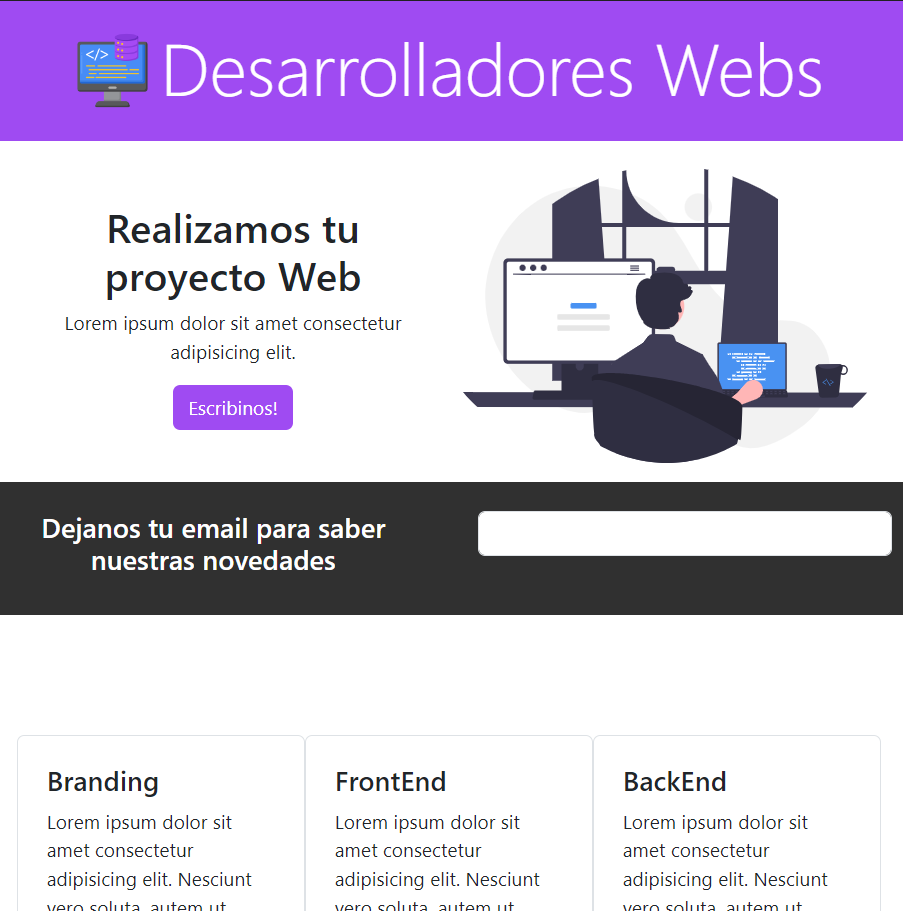 </>
Desarrolladores Webs
Realizamos tu
proyecto Web
Lorem ipsum dolor sit amet consectetur
adipisicing elit.
Escribinos!
</>
Dejanos tu email para saber
nuestras novedades
Branding
Lorem ipsum dolor sit
amet consectetur
adipisicing elit. Nesciunt
vero soluta, autem ut
FrontEnd
Lorem ipsum dolor sit
amet consectetur
adipisicing elit. Nesciunt
vero soluta, autem ut
BackEnd
Lorem ipsum dolor sit
amet consectetur
adipisicing elit. Nesciunt
vero soluta, autem ut